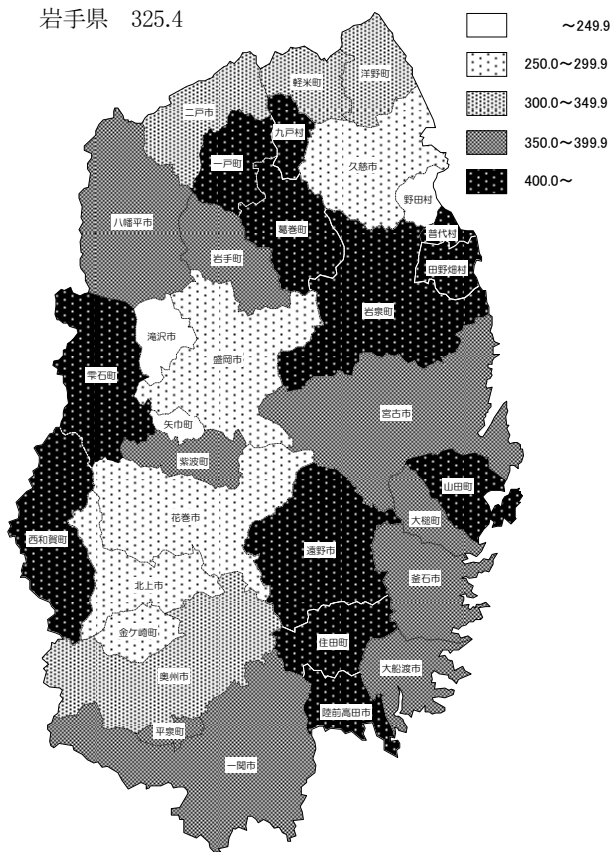 岩手県 325.4
～249.9
250.0～299.9
300.0～349.9
350.0～399.9
400.0～
洋野町
軽米町
二戸市
九戸村
一戸町
久慈市
野田村
八幡平市
葛巻町
普代村
岩手町
田野畑村
岩泉町
滝沢市
盛岡市
雫石町
宮古市
矢巾町
紫波町
山田町
花巻市
大槌町
西和賀町
遠野市
釜石市
北上市
金ケ崎町
住田町
大船渡市
奥州市
陸前高田市
平泉町
一関市